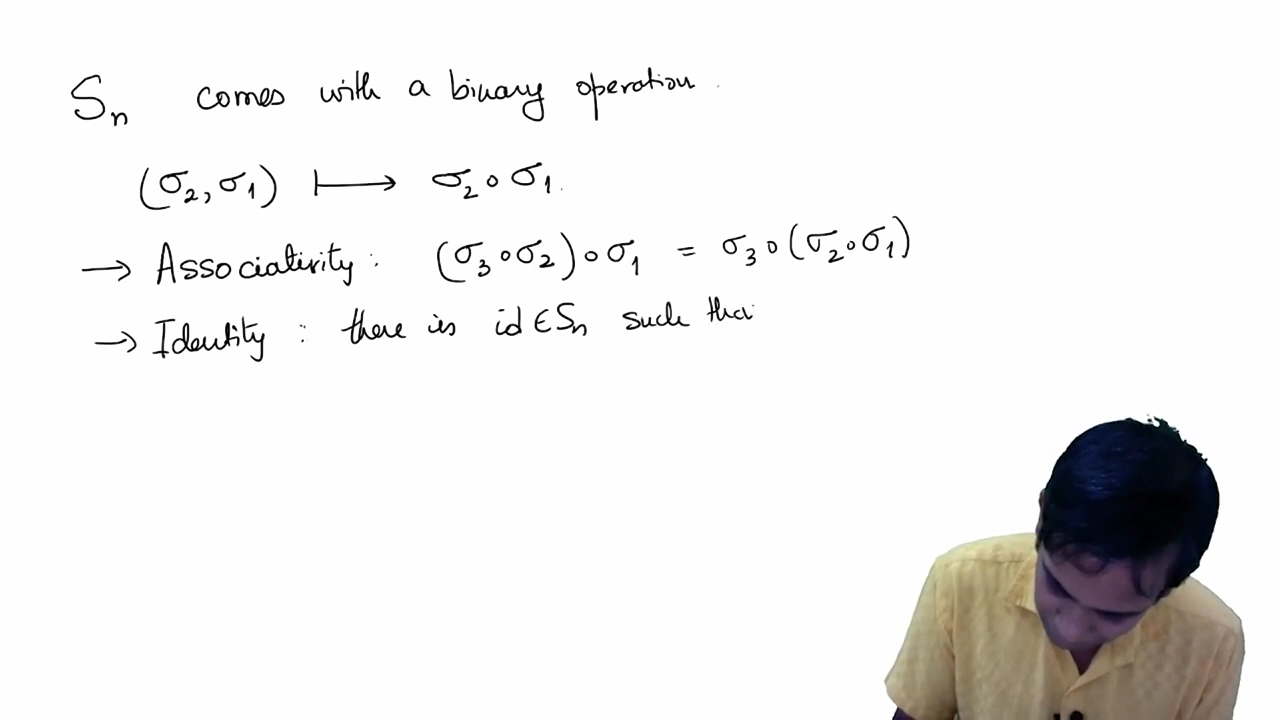 Sₙ comes with a binary operation.
(σ₂, σ₁) ⟼ σ₂ ∘ σ₁.
→ Associativity : (σ₃ ∘ σ₂) ∘ σ₁ = σ₃ ∘ (σ₂ ∘ σ₁)
→ Identity : there is id ∈ Sₙ such tha